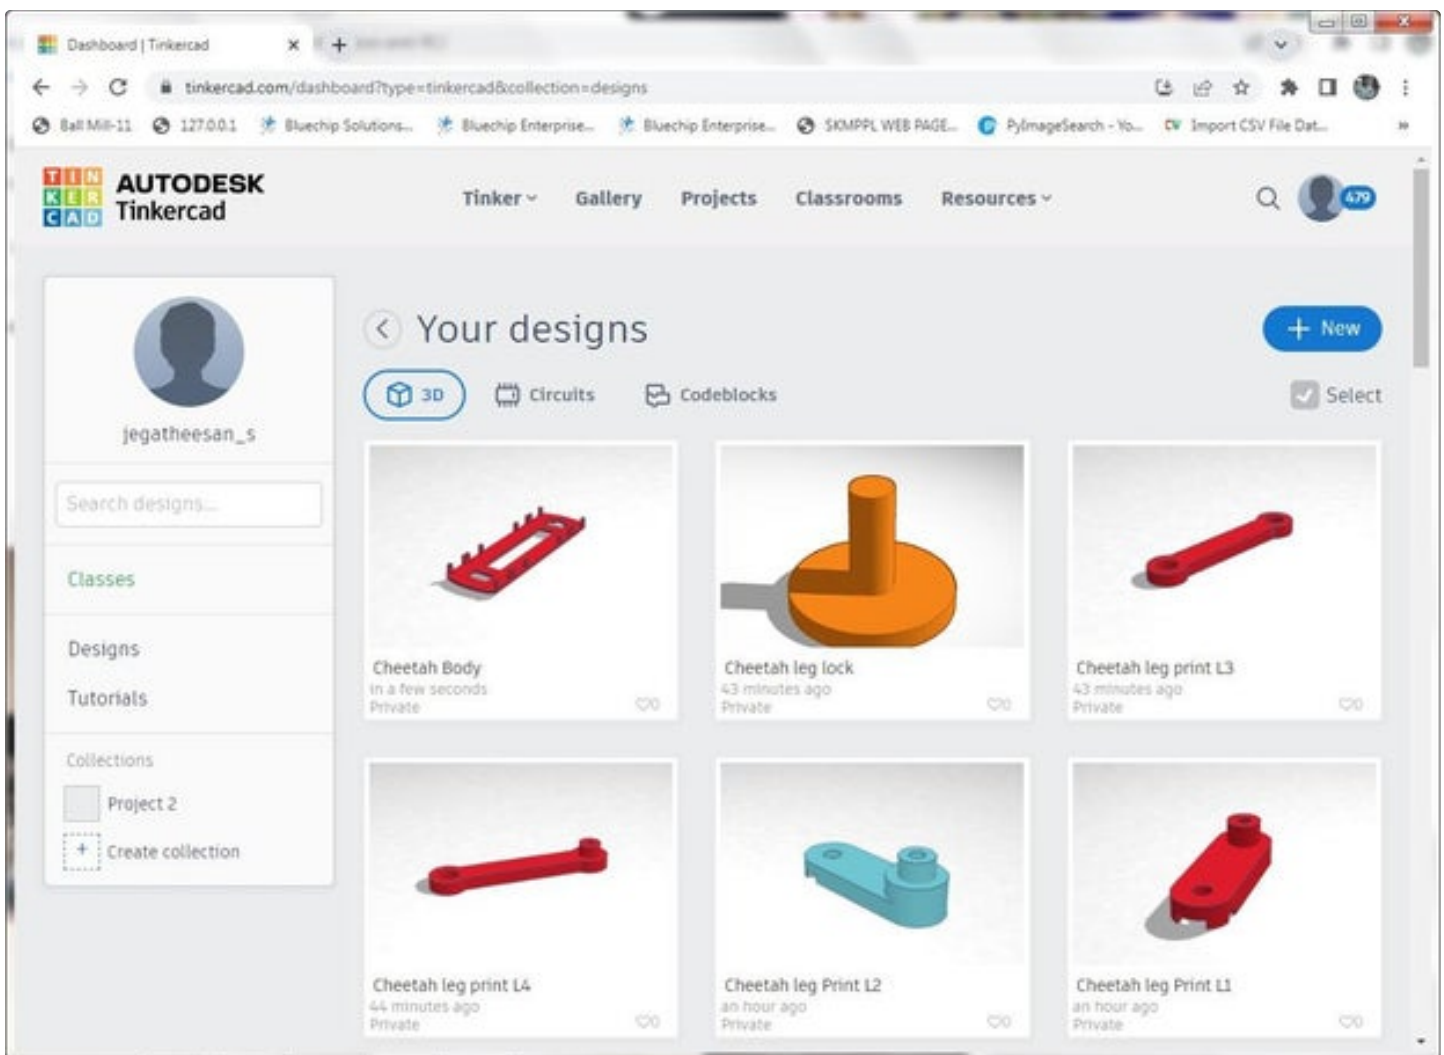 Dashboard | Tinkercad
tinkercad.com/dashboard?type=tinkercad&collection=designs
Ball Mill-11 127.0.0.1 Bluechip Solutions... Bluechip Enterprise... Bluechip Enterprise... SKMPPL WEB PAGE... PyImageSearch - Yo... Import CSV File Dat...
TIN
KER
CAD
AUTODESK
Tinkercad
Tinker Gallery Projects Classrooms Resources
479
jegatheesan_s
Search designs...
Classes
Designs
Tutorials
Collections
Project 2
+ Create collection
Your designs
+ New
3D Circuits Codeblocks
Select
Cheetah Body
in a few seconds
Private
0
Cheetah leg lock
43 minutes ago
Private
0
Cheetah leg print L3
43 minutes ago
Private
0
Cheetah leg print L4
44 minutes ago
Private
0
Cheetah leg Print L2
an hour ago
Private
0
Cheetah leg Print L1
an hour ago
Private
0